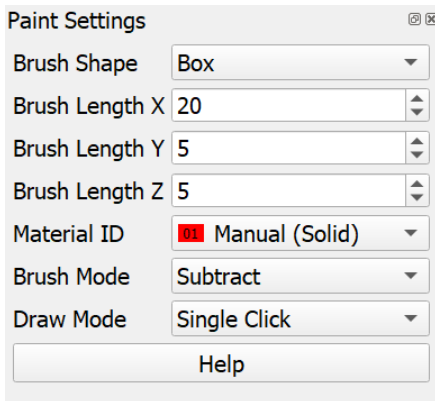 Paint Settings
Brush Shape Box
Brush Length X 20
Brush Length Y 5
Brush Length Z 5
Material ID 01 Manual (Solid)
Brush Mode Subtract
Draw Mode Single Click
Help